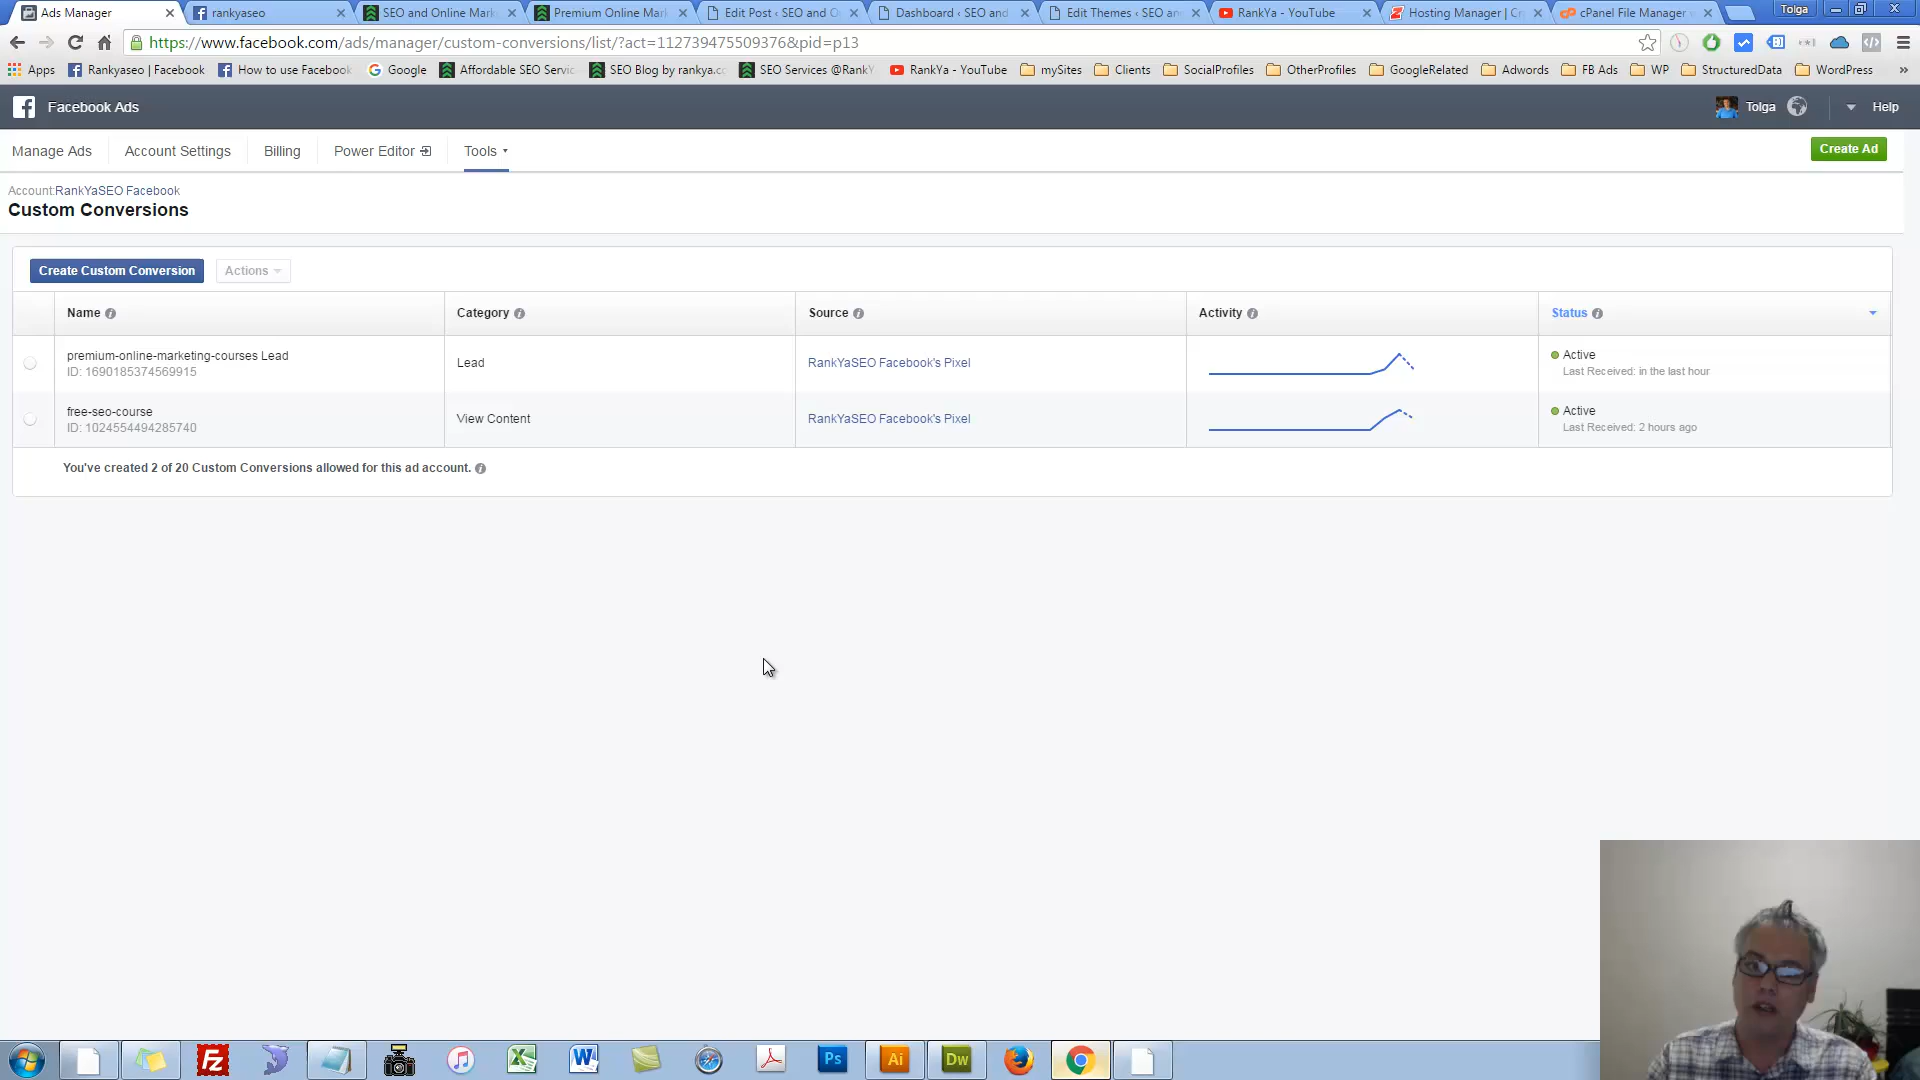 Ads Manager
rankyaseo
SEO and Online Mark
Premium Online Mar
Edit Post ‹ SEO and O
Dashboard ‹ SEO and
Edit Themes ‹ SEO an
RankYa - YouTube
Hosting Manager | Cr
cPanel File Manager
Tolga
https://www.facebook.com/ads/manager/custom-conversions/list/?act=112739475509376&pid=p13
Apps
Rankyaseo | Facebook
How to use Facebook
Google
Affordable SEO Servic
SEO Blog by rankya.c
SEO Services @RankY
RankYa - YouTube
mySites
Clients
SocialProfiles
OtherProfiles
GoogleRelated
Adwords
FB Ads
WP
StructuredData
WordPress
Facebook Ads
Tolga
Help
Manage Ads
Account Settings
Billing
Power Editor
Tools
Create Ad
Account:RankYaSEO Facebook
Custom Conversions
Create Custom Conversion
Actions
Name
Category
Source
Activity
Status
premium-online-marketing-courses Lead
ID: 1690185374569915
Lead
RankYaSEO Facebook's Pixel
Active
Last Received: in the last hour
free-seo-course
ID: 1024554494285740
View Content
RankYaSEO Facebook's Pixel
Active
Last Received: 2 hours ago
You've created 2 of 20 Custom Conversions allowed for this ad account.
Fz
Ps
Ai
Dw